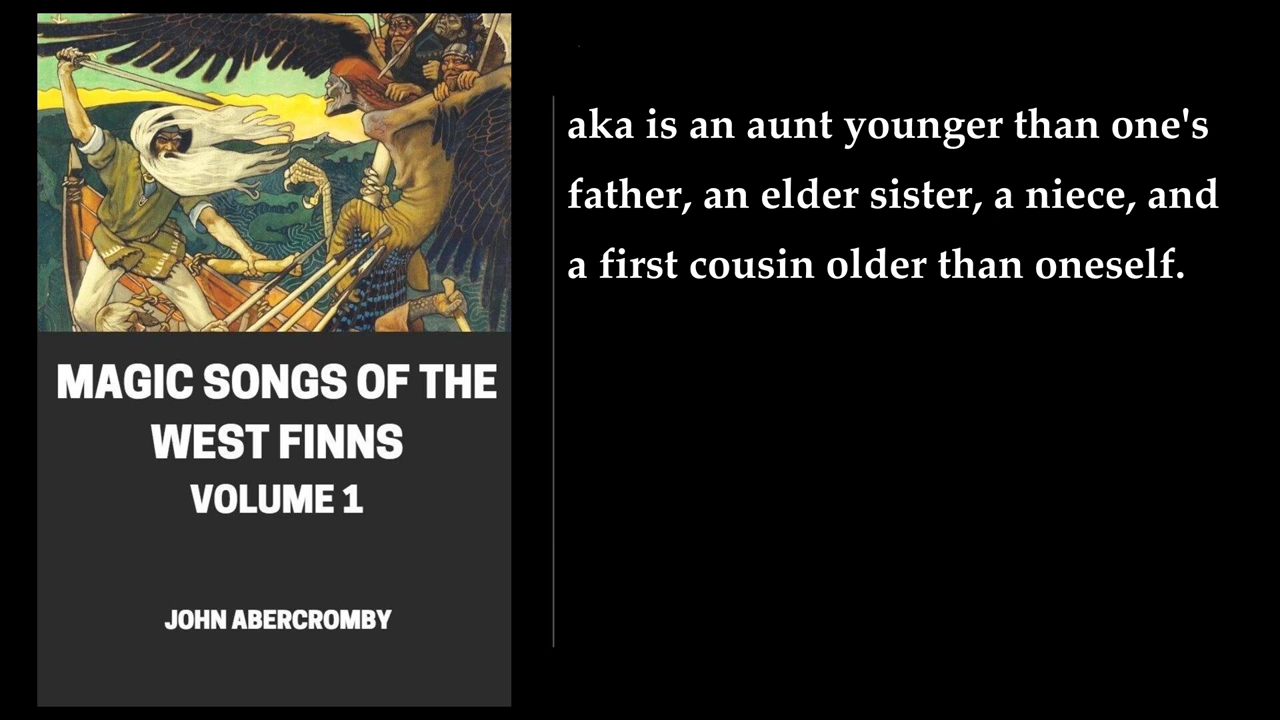 MAGIC SONGS OF THE
WEST FINNS
VOLUME 1
JOHN ABERCROMBY
aka is an aunt younger than one's
father, an elder sister, a niece, and
a first cousin older than oneself.